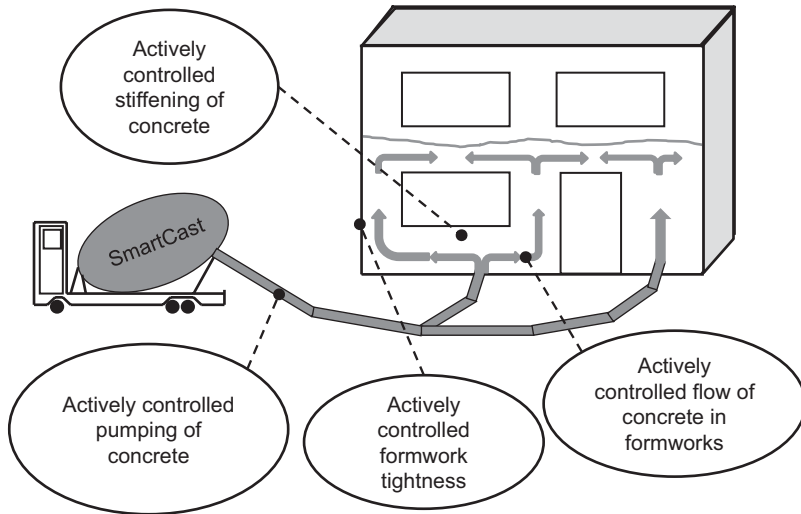 Actively
controlled
stiffening of
concrete
SmartCast
Actively controlled
pumping of
concrete
Actively
controlled
formwork
tightness
Actively
controlled flow of
concrete in
formworks